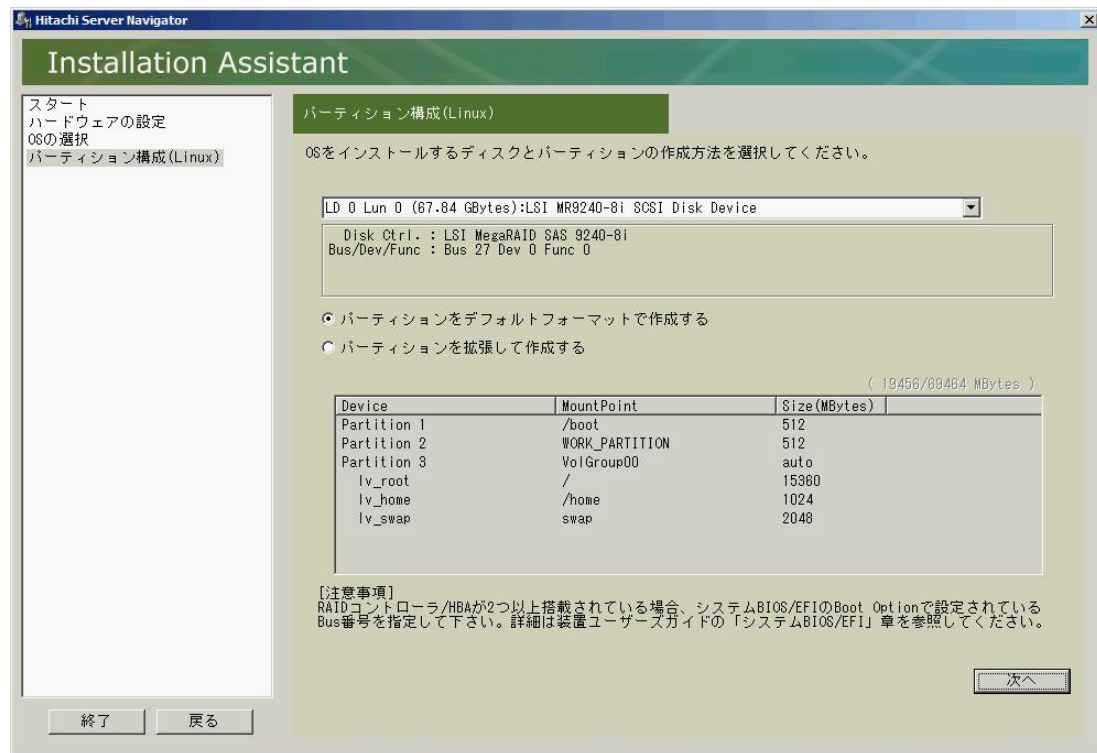 Hitachi Server Navigator
Installation Assistant
スタート
ハードウェアの設定
OSの選択
パーティション構成(Linux)
パーティション構成(Linux)
OSをインストールするディスクとパーティションの作成方法を選択してください。
LD 0 Lun 0 (67.84 GBytes):LSI MR9240-8i SCSI Disk Device
Disk Ctrl. : LSI MegaRAID SAS 9240-8i
Bus/Dev/Func : Bus 27 Dev 0 Func 0
パーティションをデフォルトフォーマットで作成する
パーティションを拡張して作成する
( 19456/69464 MBytes )
Device MountPoint Size(MBytes)
Partition 1 /boot 512
Partition 2 WORK_PARTITION 512
Partition 3 VolGroup00 auto
lv_root / 15360
lv_home /home 1024
lv_swap swap 2048
[注意事項]
RAIDコントローラ/HBAが2つ以上搭載されている場合、システムBIOS/EFIのBoot Optionで設定されている
Bus番号を指定して下さい。詳細は装置ユーザーズガイドの「システムBIOS/EFI」章を参照してください。
次へ
終了 戻る